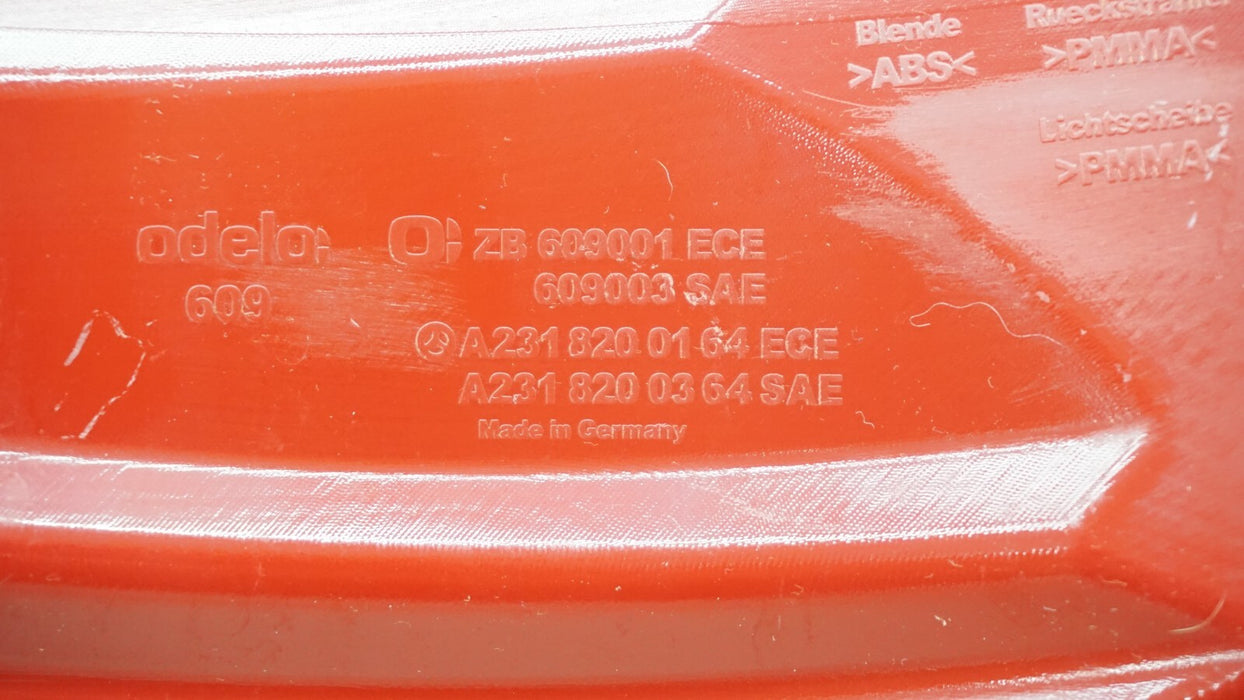 Blende
>ABS<
Rueckstrahler
>PMMA<
Lichtscheibe
>PMMA<
odelo
609
ZB 609001 ECE
609003 SAE
A231 820 01 64 ECE
A231 820 03 64 SAE
Made in Germany